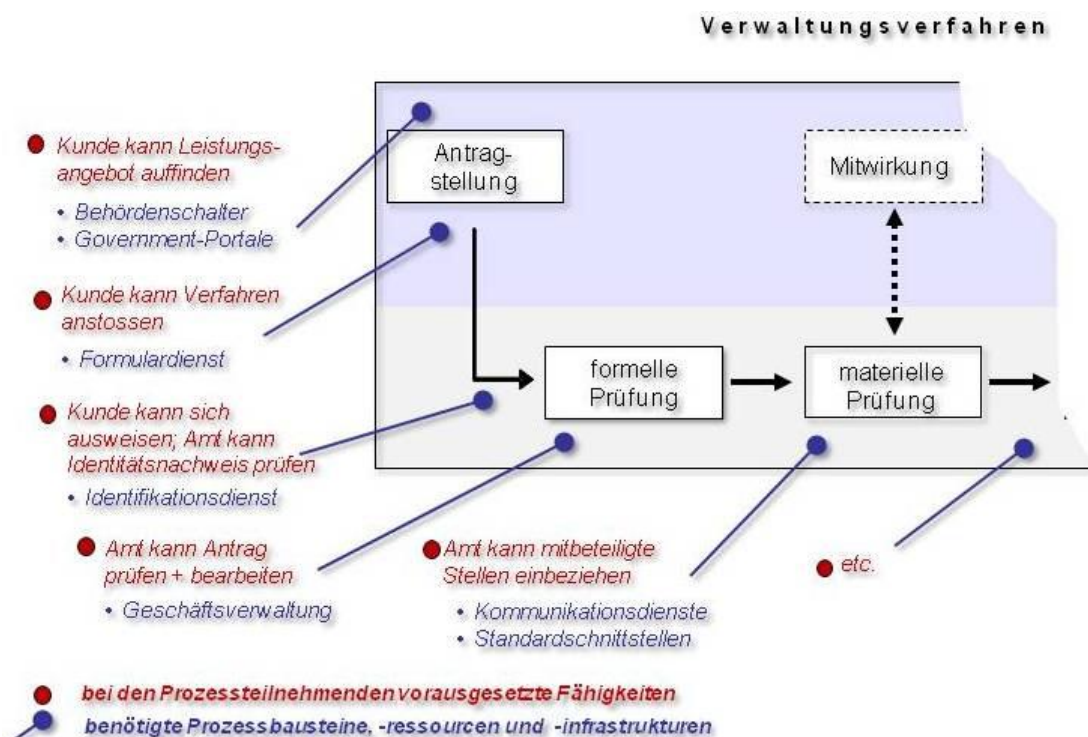 Verwaltungsverfahren
Kunde kann Leistungs-
angebot auffinden
• Behördenschalter
• Government-Portale
Antrag-
stellung
Mitwirkung
Kunde kann Verfahren
anstossen
• Formulardienst
formelle
Prüfung
materielle
Prüfung
Kunde kann sich
ausweisen; Amt kann
Identitätsnachweis prüfen
• Identifikationsdienst
Amt kann Antrag
prüfen + bearbeiten
• Geschäftsverwaltung
Amt kann mitbeteiligte
Stellen einbeziehen
• Kommunikationsdienste
• Standardschnittstellen
etc.
bei den Prozessteilnehmenden vorausgesetzte Fähigkeiten
benötigte Prozessbausteine, -ressourcen und -infrastrukturen